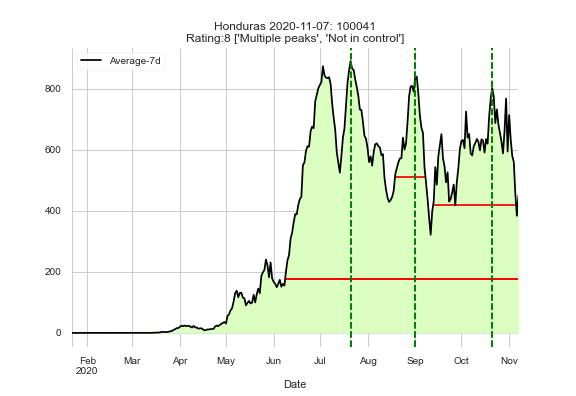 Honduras 2020-11-07: 100041
Rating:8 ['Multiple peaks', 'Not in control']
Average-7d
800
600
400
200
0
Feb Mar Apr May Jun Jul Aug Sep Oct Nov
2020
Date